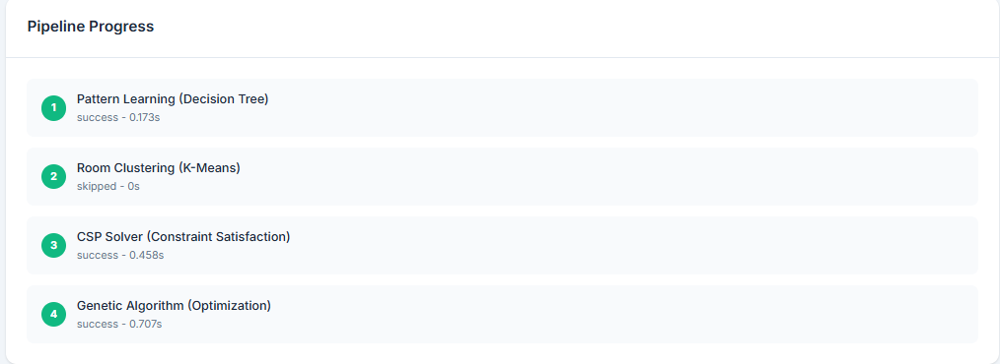 Pipeline Progress
1
Pattern Learning (Decision Tree)
success - 0.173s
2
Room Clustering (K-Means)
skipped - 0s
3
CSP Solver (Constraint Satisfaction)
success - 0.458s
4
Genetic Algorithm (Optimization)
success - 0.707s